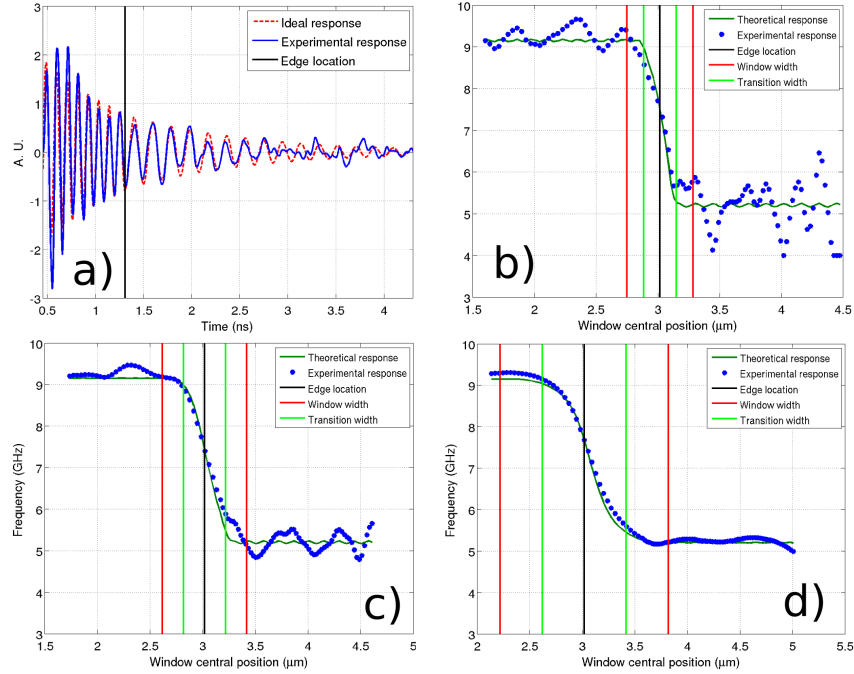 3
2
1
0
-1
-2
-3
A. U.
0.5
1
1.5
2
2.5
3
3.5
4
Time (ns)
Ideal response
Experimental response
Edge location
a)
10
9
8
7
6
5
4
3
1.5
2
2.5
3
3.5
4
4.5
Window central position (μm)
Theoretical response
Experimental response
Edge location
Window width
Transition width
b)
10
9
8
7
6
5
4
3
Frequency (GHz)
1.5
2
2.5
3
3.5
4
4.5
5
Window central position (μm)
Theoretical response
Experimental response
Edge location
Window width
Transition width
c)
10
9
8
7
6
5
4
3
Frequency (GHz)
2
2.5
3
3.5
4
4.5
5
5.5
Window central position (μm)
Theoretical response
Experimental response
Edge location
Window width
Transition width
d)